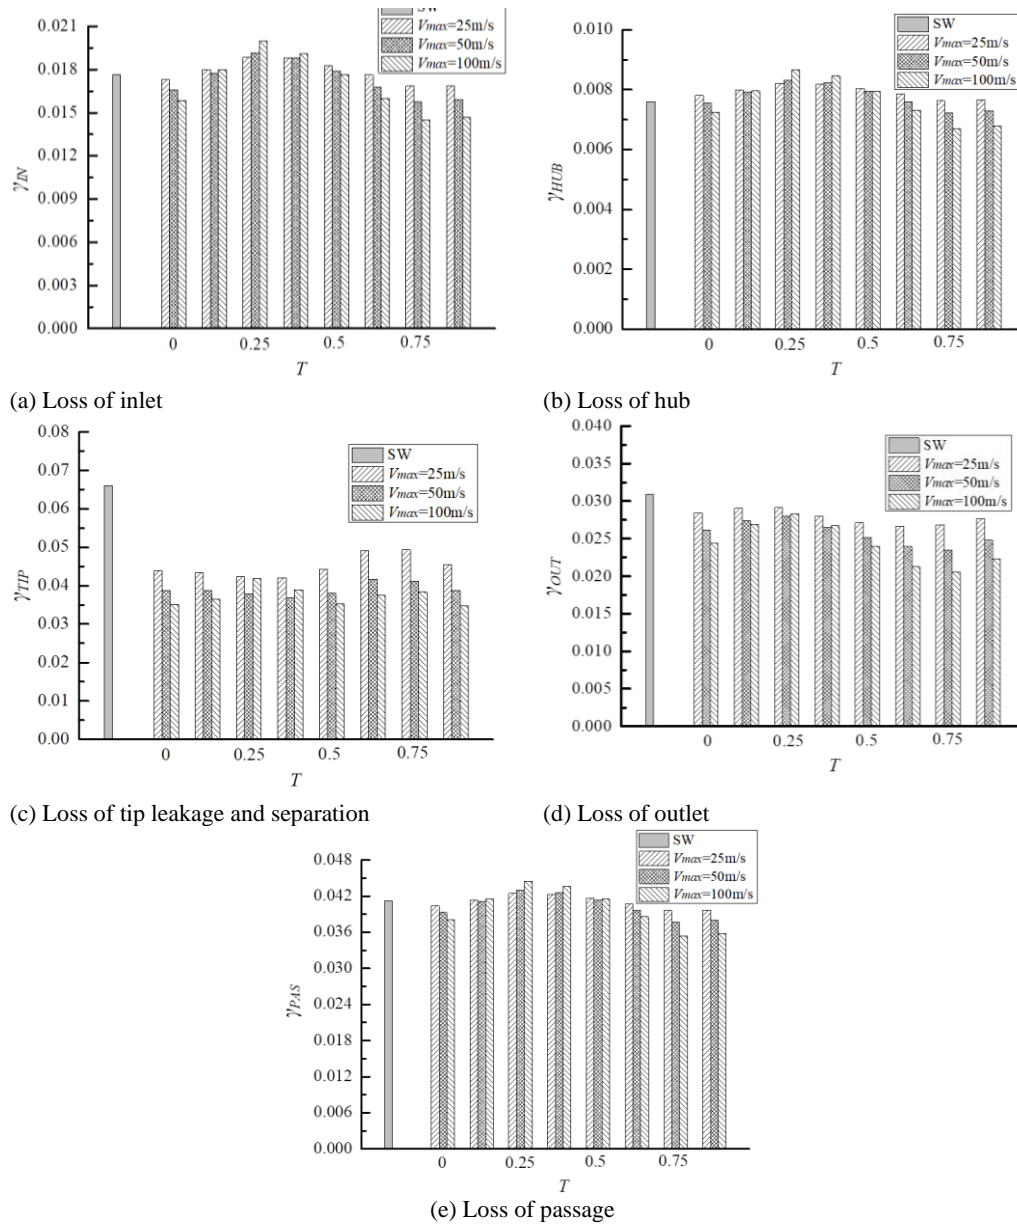 SW
Vmax=25m/s
Vmax=50m/s
Vmax=100m/s
0.021
0.018
0.015
0.012
0.009
0.006
0.003
0.000
γIN
0 0.25 0.5 0.75
T
(a) Loss of inlet
SW
Vmax=25m/s
Vmax=50m/s
Vmax=100m/s
0.010
0.008
0.006
0.004
0.002
0.000
γHUB
0 0.25 0.5 0.75
T
(b) Loss of hub
SW
Vmax=25m/s
Vmax=50m/s
Vmax=100m/s
0.08
0.07
0.06
0.05
0.04
0.03
0.02
0.01
0.00
γTIP
0 0.25 0.5 0.75
T
(c) Loss of tip leakage and separation
SW
Vmax=25m/s
Vmax=50m/s
Vmax=100m/s
0.040
0.035
0.030
0.025
0.020
0.015
0.010
0.005
0.000
γOUT
0 0.25 0.5 0.75
T
(d) Loss of outlet
SW
Vmax=25m/s
Vmax=50m/s
Vmax=100m/s
0.048
0.042
0.036
0.030
0.024
0.018
0.012
0.006
0.000
γPAS
0 0.25 0.5 0.75
T
(e) Loss of passage